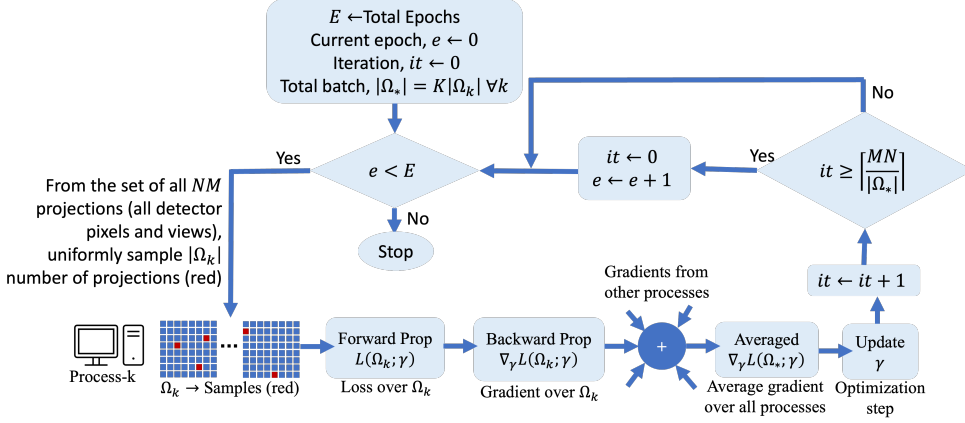 E ←Total Epochs
Current epoch, e ← 0
Iteration, it ← 0
Total batch, |Ω*| = K|Ωk| ∀k
No
Yes
e < E
it ← 0
e ← e + 1
Yes
it ≥ ⌈MN/|Ω*|⌉
No
Stop
From the set of all NM
projections (all detector
pixels and views),
uniformly sample |Ωk|
number of projections (red)
Gradients from
other processes
it ← it + 1
...
Forward Prop
L(Ωk; γ)
Backward Prop
∇γL(Ωk; γ)
+
Averaged
∇γL(Ω*; γ)
Update
γ
Process-k
Ωk → Samples (red)
Loss over Ωk
Gradient over Ωk
Average gradient
over all processes
Optimization
step